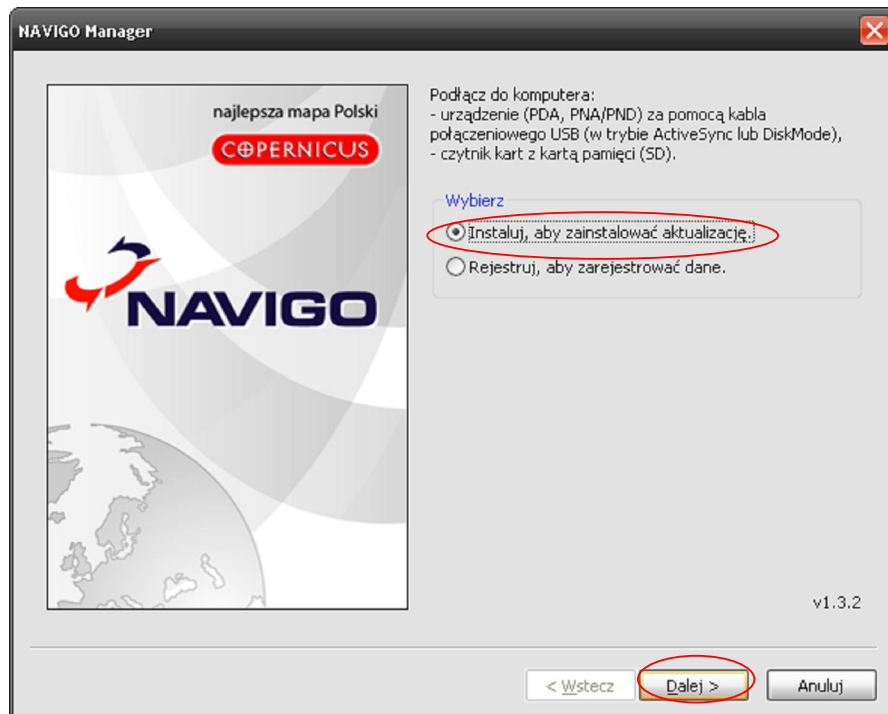 NAVIGO Manager
najlepsza mapa Polski
COPERNICUS
NAVIGO
Podłącz do komputera:
- urządzenie (PDA, PNA/PND) za pomocą kabla
połączeniowego USB (w trybie ActiveSync lub DiskMode),
- czytnik kart z kartą pamięci (SD).
Wybierz
Instaluj, aby zainstalować aktualizację.
Rejestruj, aby zarejestrować dane.
v1.3.2
< Wstecz
Dalej >
Anuluj